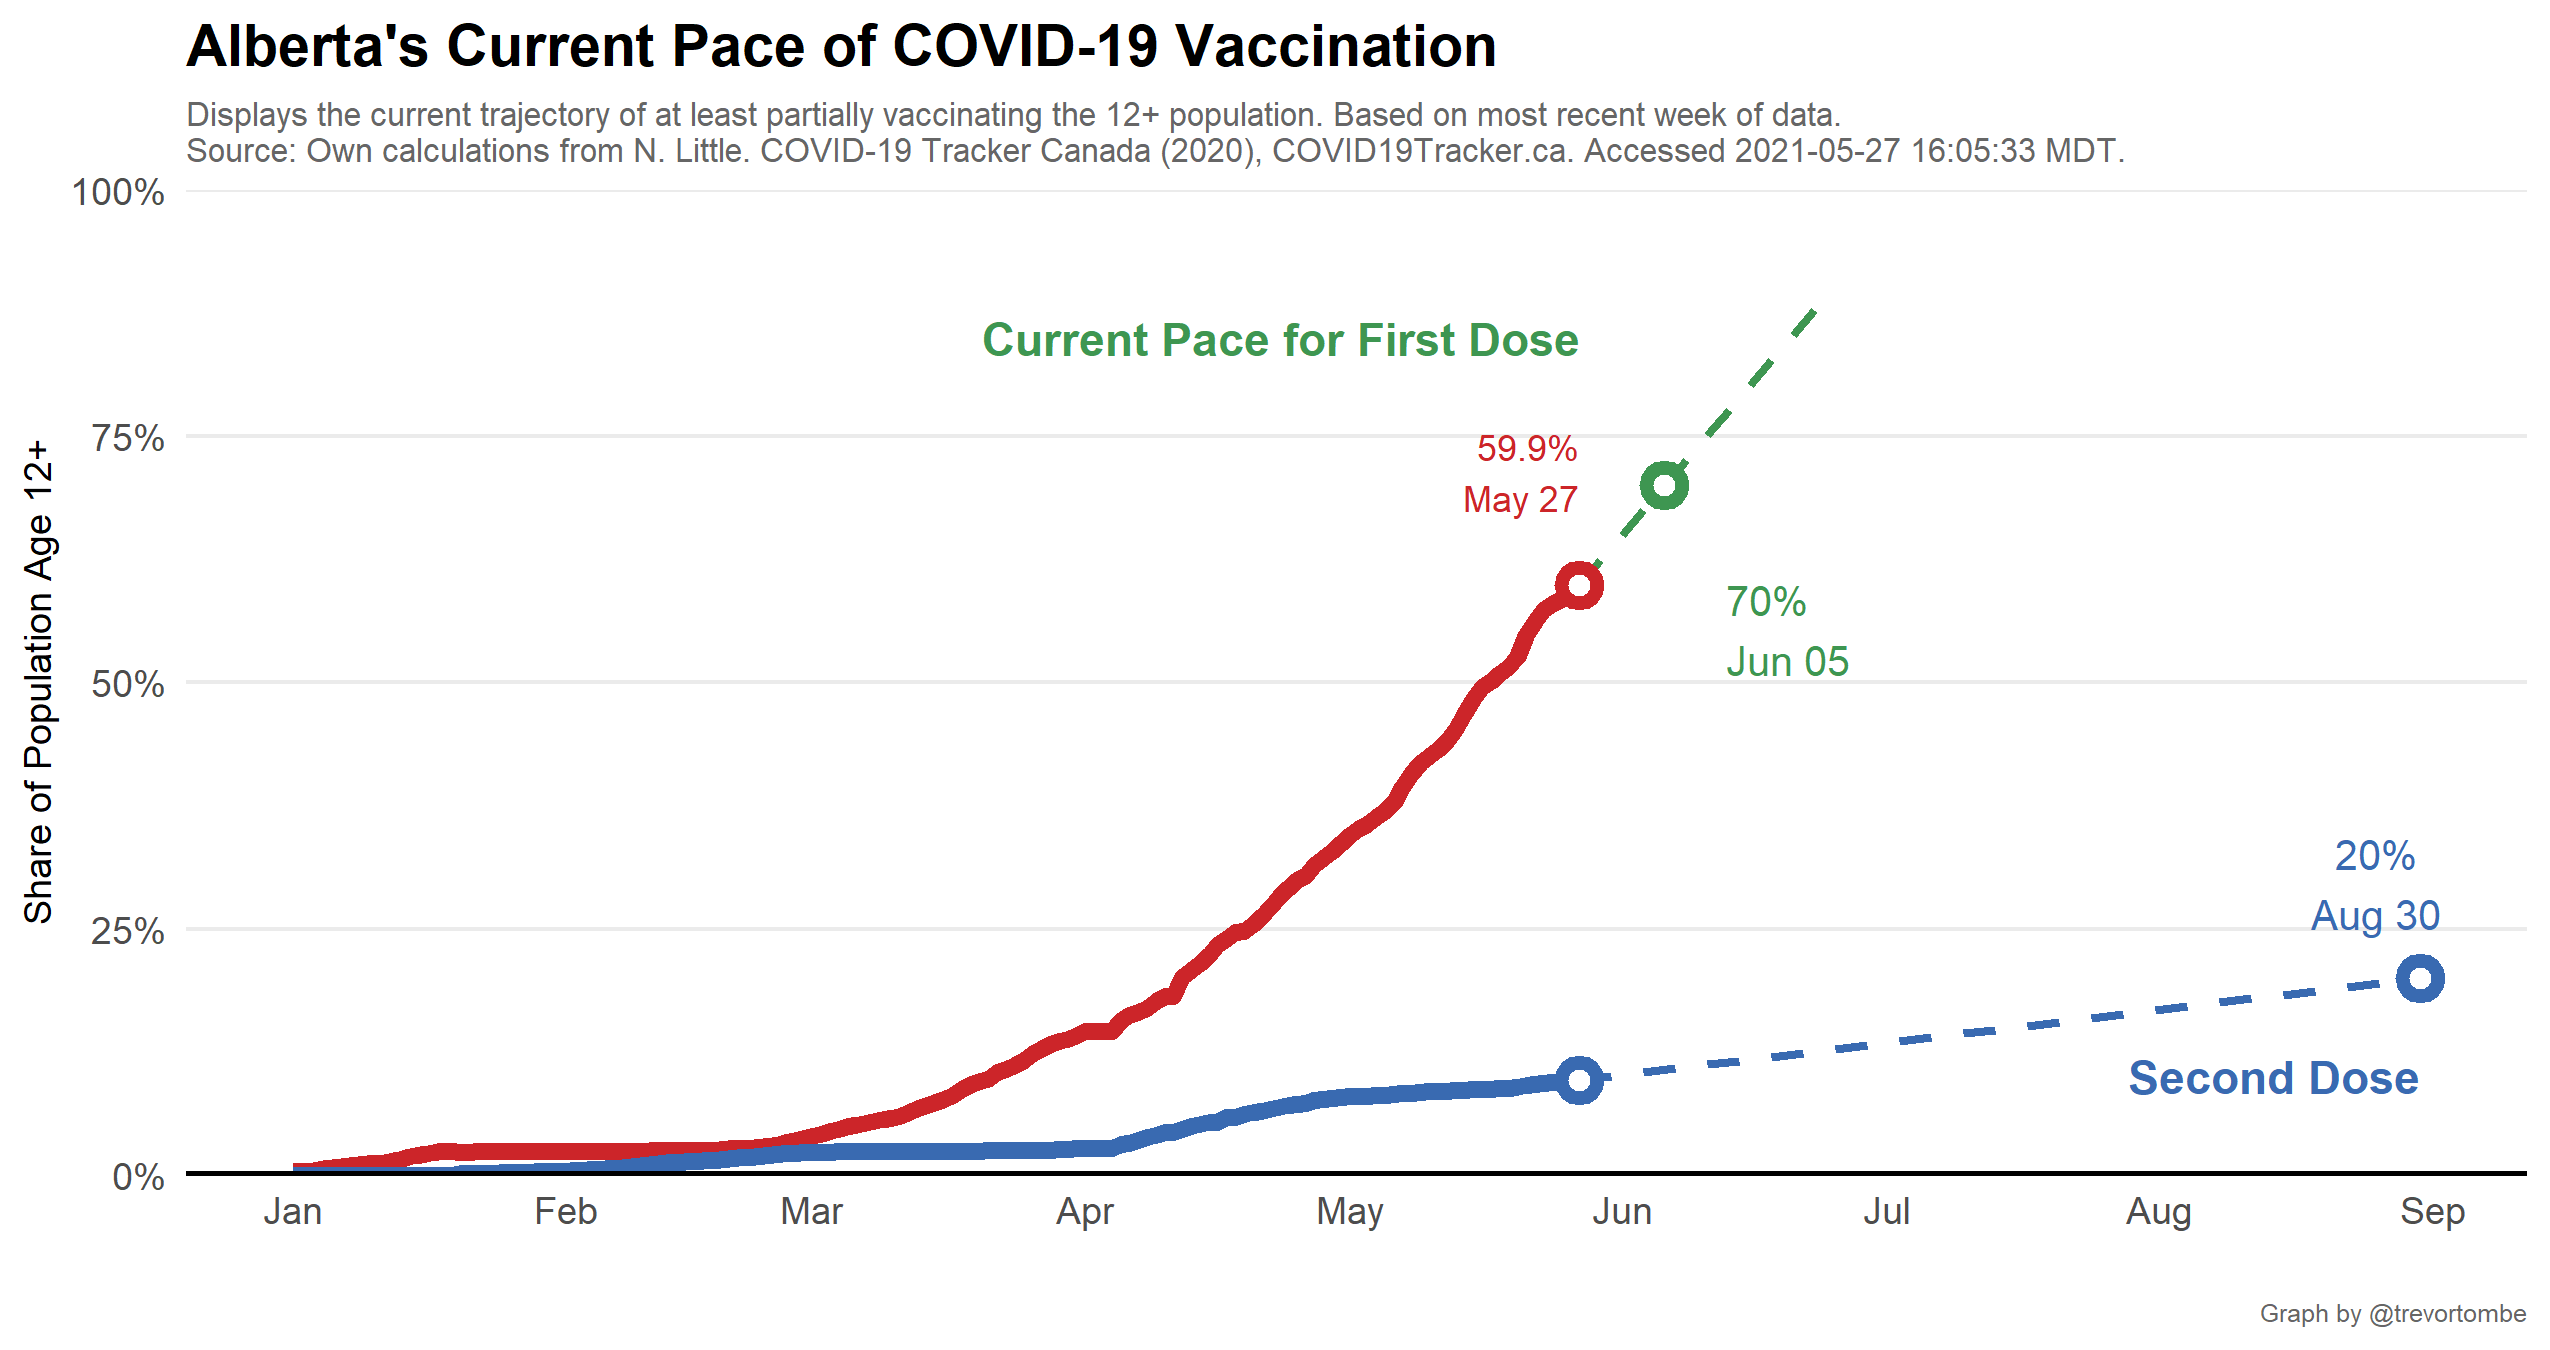 Alberta's Current Pace of COVID-19 Vaccination
Displays the current trajectory of at least partially vaccinating the 12+ population. Based on most recent week of data.
Source: Own calculations from N. Little. COVID-19 Tracker Canada (2020), COVID19Tracker.ca. Accessed 2021-05-27 16:05:33 MDT.
Share of Population Age 12+
100%
75%
50%
25%
0%
Current Pace for First Dose
59.9%
May 27
70%
Jun 05
20%
Aug 30
Second Dose
Jan Feb Mar Apr May Jun Jul Aug Sep
Graph by @trevortombe